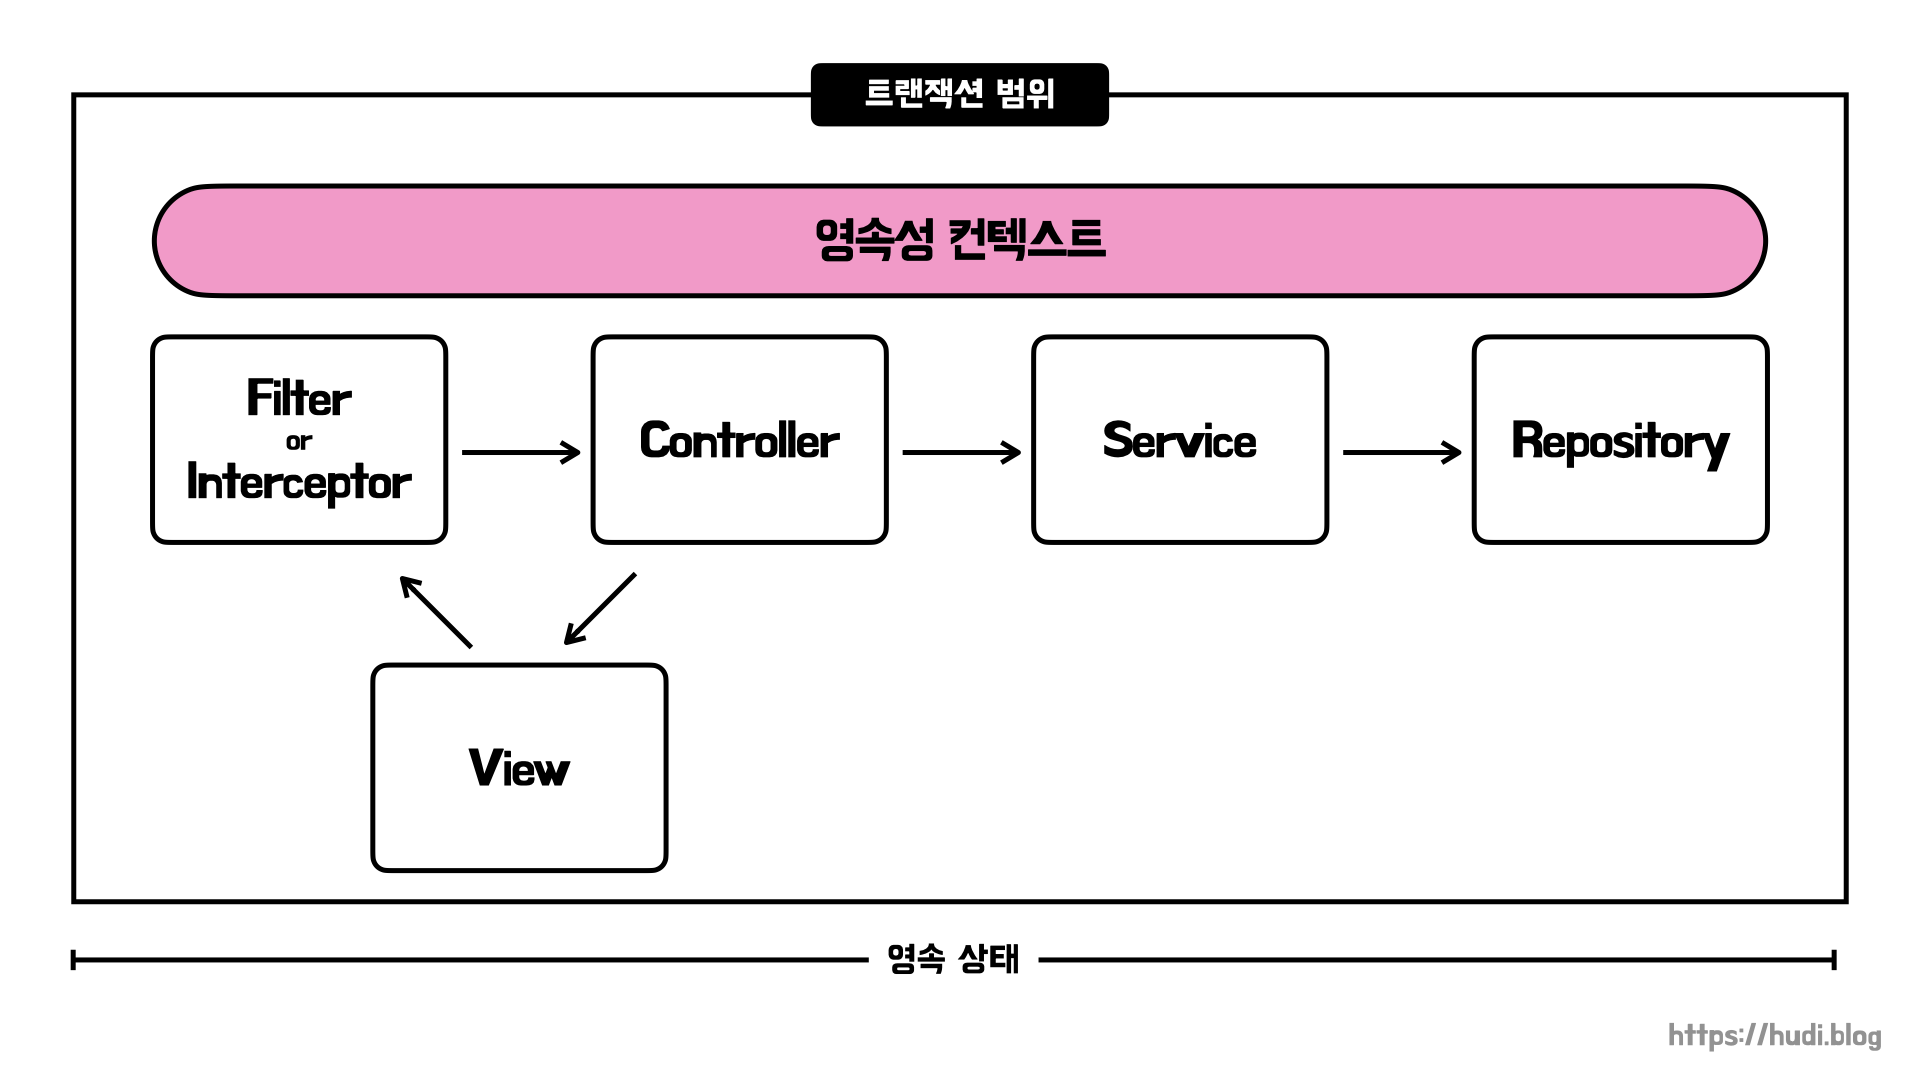 트랜잭션 범위
영속성 컨텍스트
Filter
or
Interceptor
Controller
Service
Repository
View
영속 상태
https://hudi.blog